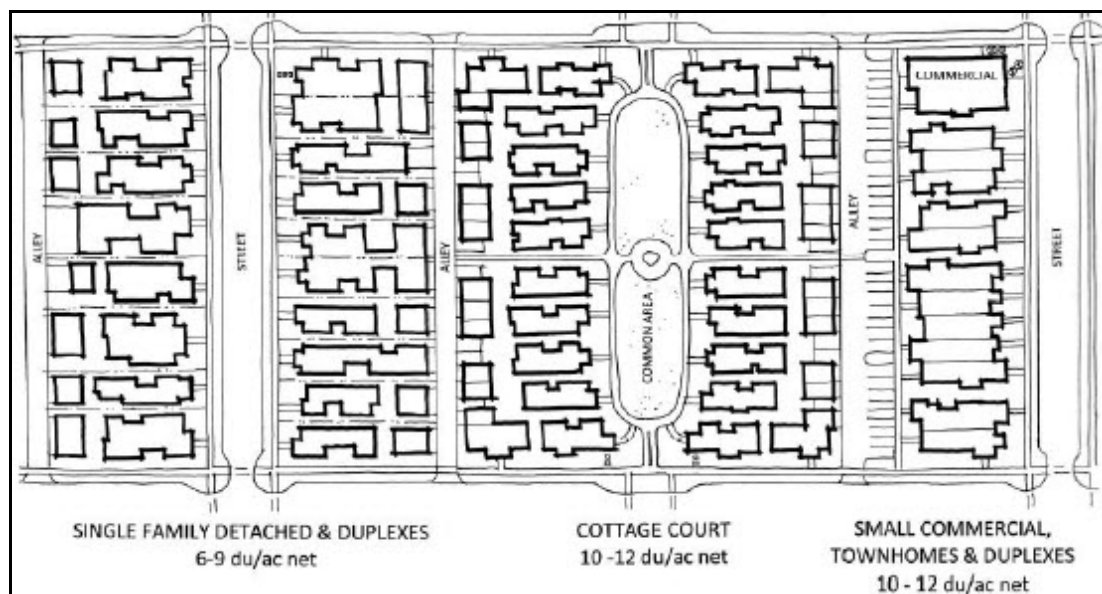 COMMERCIAL
ALLEY
STREET
ALLEY
COMMON AREA
ALLEY
STREET
SINGLE FAMILY DETACHED & DUPLEXES
6-9 du/ac net
COTTAGE COURT
10 -12 du/ac net
SMALL COMMERCIAL,
TOWNHOMES & DUPLEXES
10 - 12 du/ac net